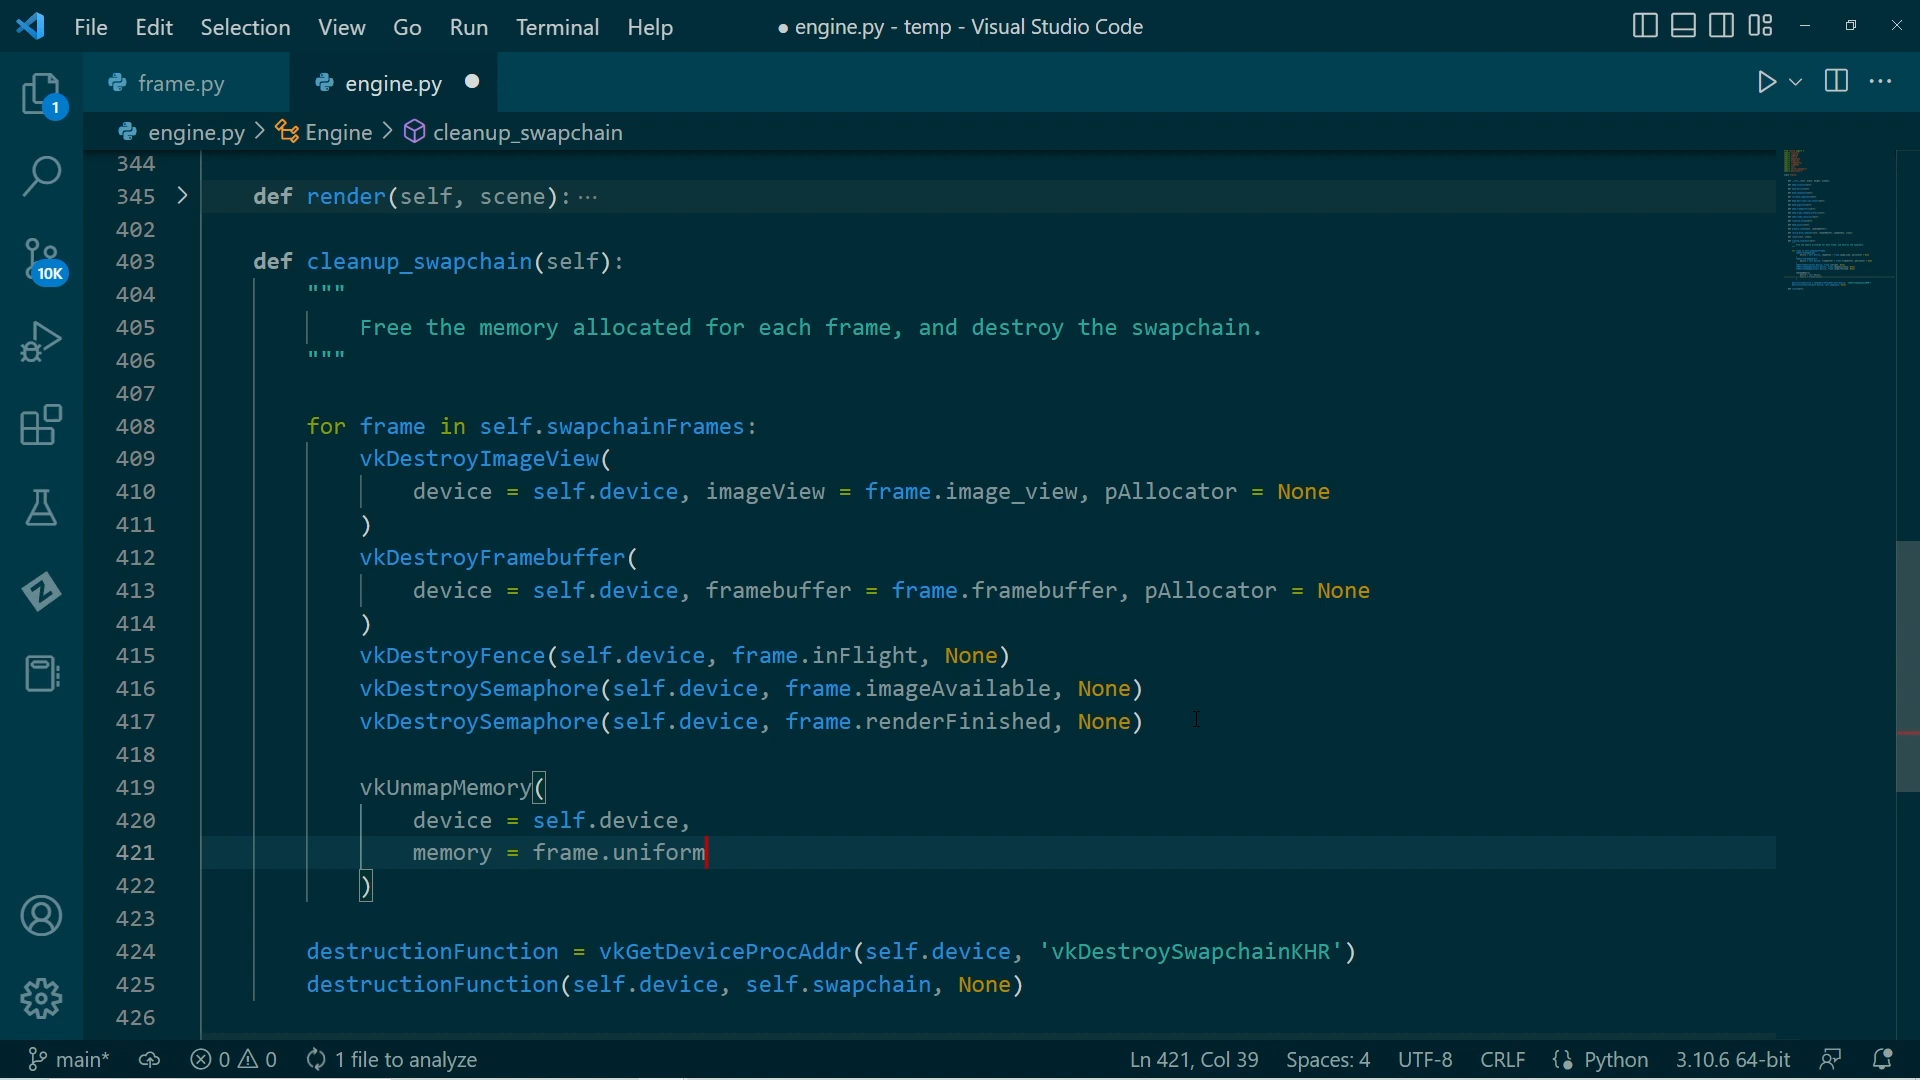 File Edit Selection View Go Run Terminal Help ● engine.py - temp - Visual Studio Code
frame.py engine.py ●
engine.py > Engine > cleanup_swapchain
1
10K
344
345 > def render(self, scene):···
402
403 def cleanup_swapchain(self):
404 """
405 Free the memory allocated for each frame, and destroy the swapchain.
406 """
407
408 for frame in self.swapchainFrames:
409 vkDestroyImageView(
410 device = self.device, imageView = frame.image_view, pAllocator = None
411 )
412 vkDestroyFramebuffer(
413 device = self.device, framebuffer = frame.framebuffer, pAllocator = None
414 )
415 vkDestroyFence(self.device, frame.inFlight, None)
416 vkDestroySemaphore(self.device, frame.imageAvailable, None)
417 vkDestroySemaphore(self.device, frame.renderFinished, None)
418
419 vkUnmapMemory(
420 device = self.device,
421 memory = frame.uniform
422 )
423
424 destructionFunction = vkGetDeviceProcAddr(self.device, 'vkDestroySwapchainKHR')
425 destructionFunction(self.device, self.swapchain, None)
426
main* 0 0 1 file to analyze Ln 421, Col 39 Spaces: 4 UTF-8 CRLF Python 3.10.6 64-bit